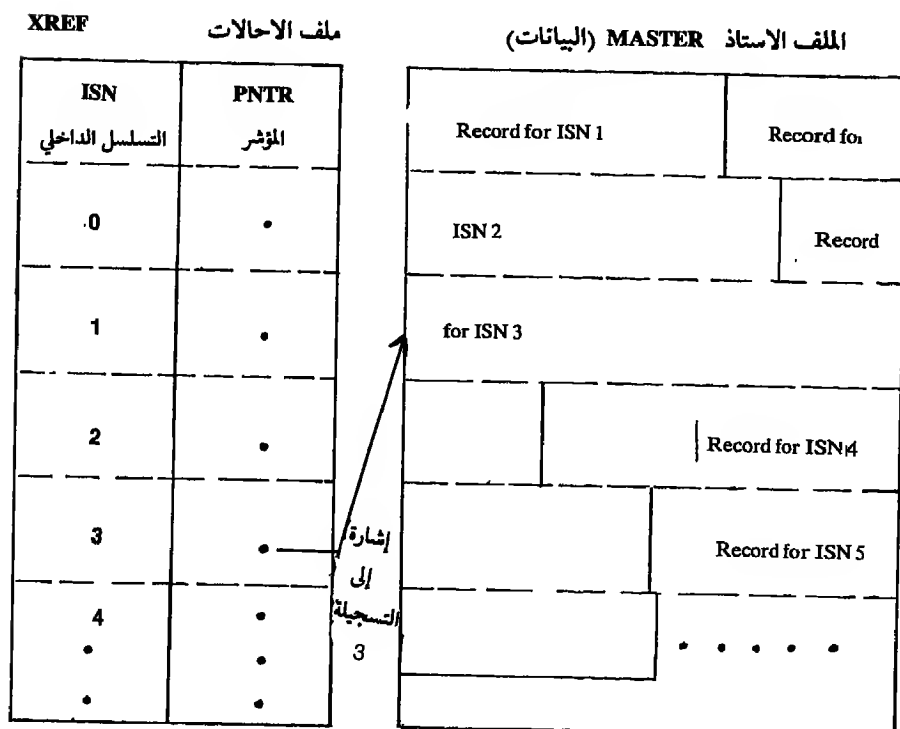 XREF ملف الاحالات
ISN PNTR
التسلسل الداخلي المؤشر
0
1
2
3
4
إشارة
إلى
التسجيلة
3
الملف الاستاذ MASTER (البيانات)
Record for ISN 1 Record for
ISN 2 Record
for ISN 3
Record for ISN 4
Record for ISN 5